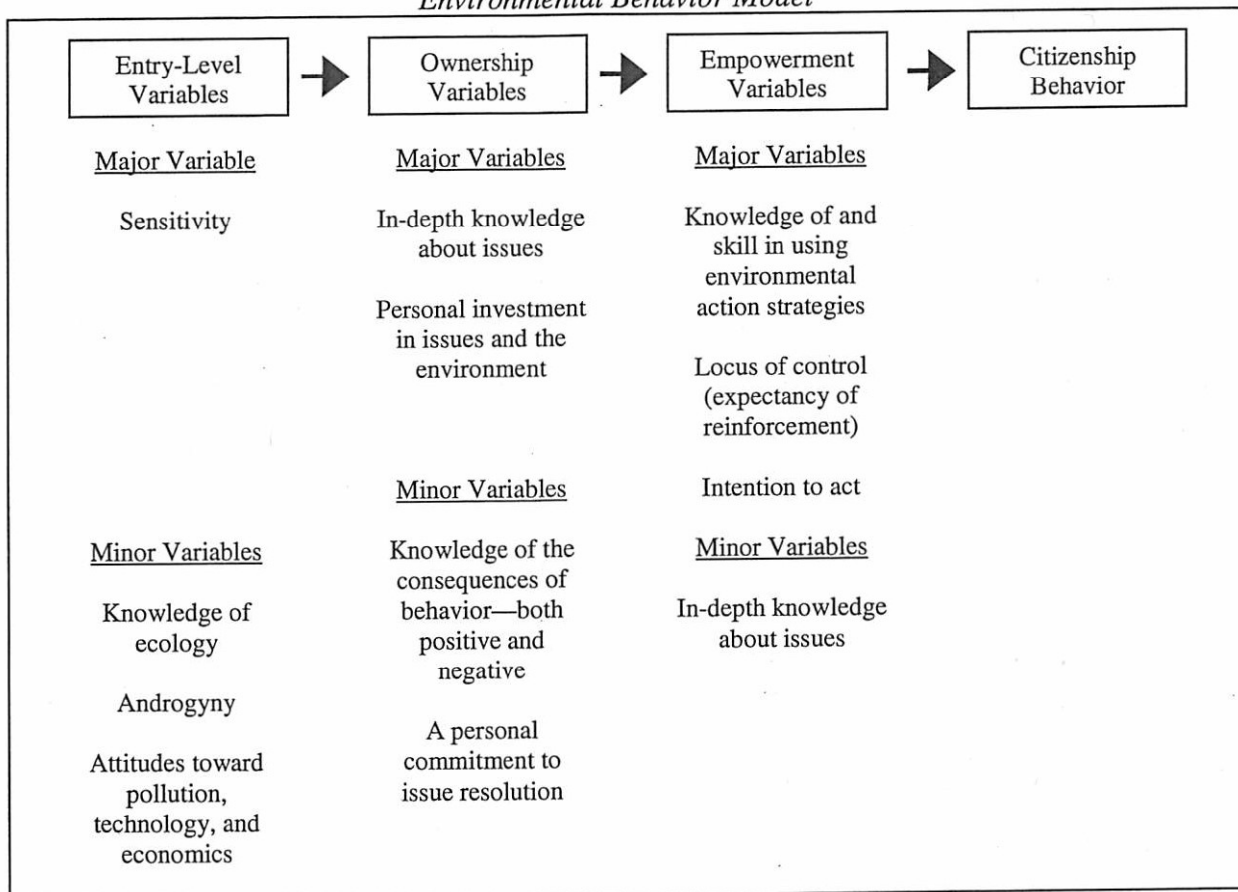 Environmental Behavior Model
Entry-Level
Variables
Ownership
Variables
Empowerment
Variables
Citizenship
Behavior
Major Variable
Sensitivity
Minor Variables
Knowledge of
ecology
Androgyny
Attitudes toward
pollution,
technology, and
economics
Major Variables
In-depth knowledge
about issues
Personal investment
in issues and the
environment
Minor Variables
Knowledge of the
consequences of
behavior—both
positive and
negative
A personal
commitment to
issue resolution
Major Variables
Knowledge of and
skill in using
environmental
action strategies
Locus of control
(expectancy of
reinforcement)
Intention to act
Minor Variables
In-depth knowledge
about issues